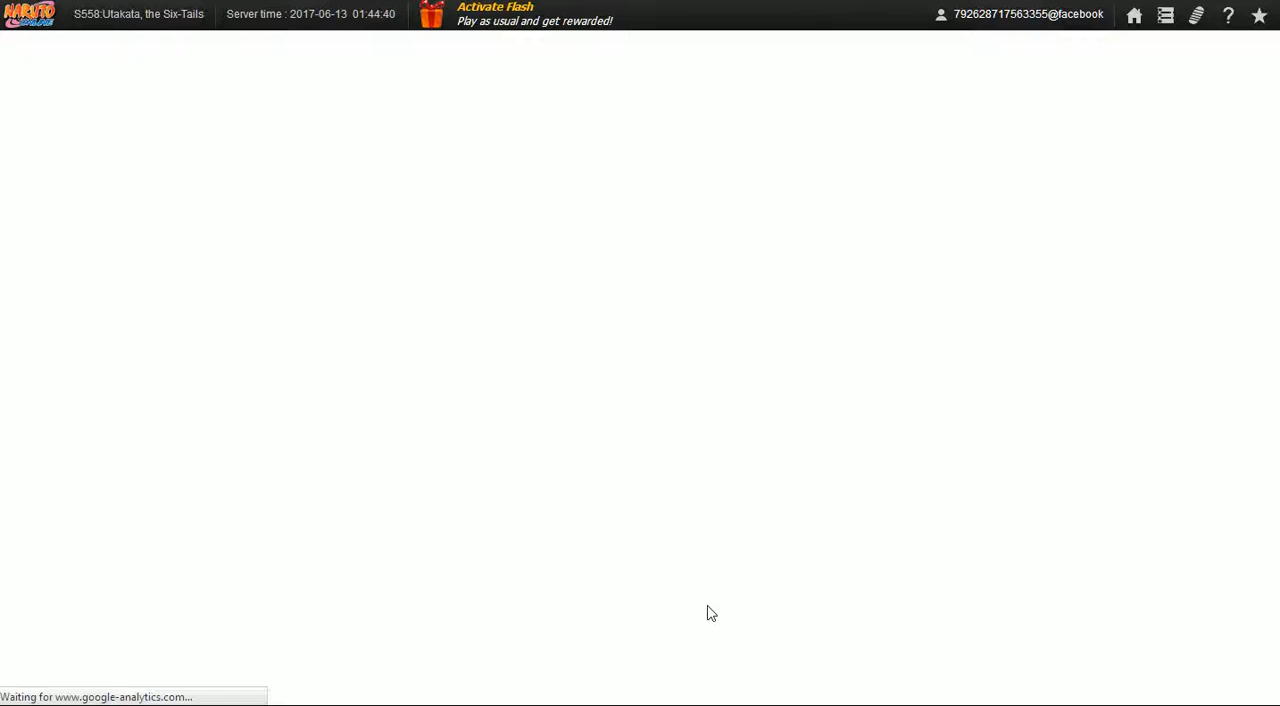 NARUTO
S558:Utakata, the Six-Tails
Server time : 2017-06-13 01:44:40
Activate Flash
Play as usual and get rewarded!
792628717563355@facebook
?
Waiting for www.google-analytics.com...